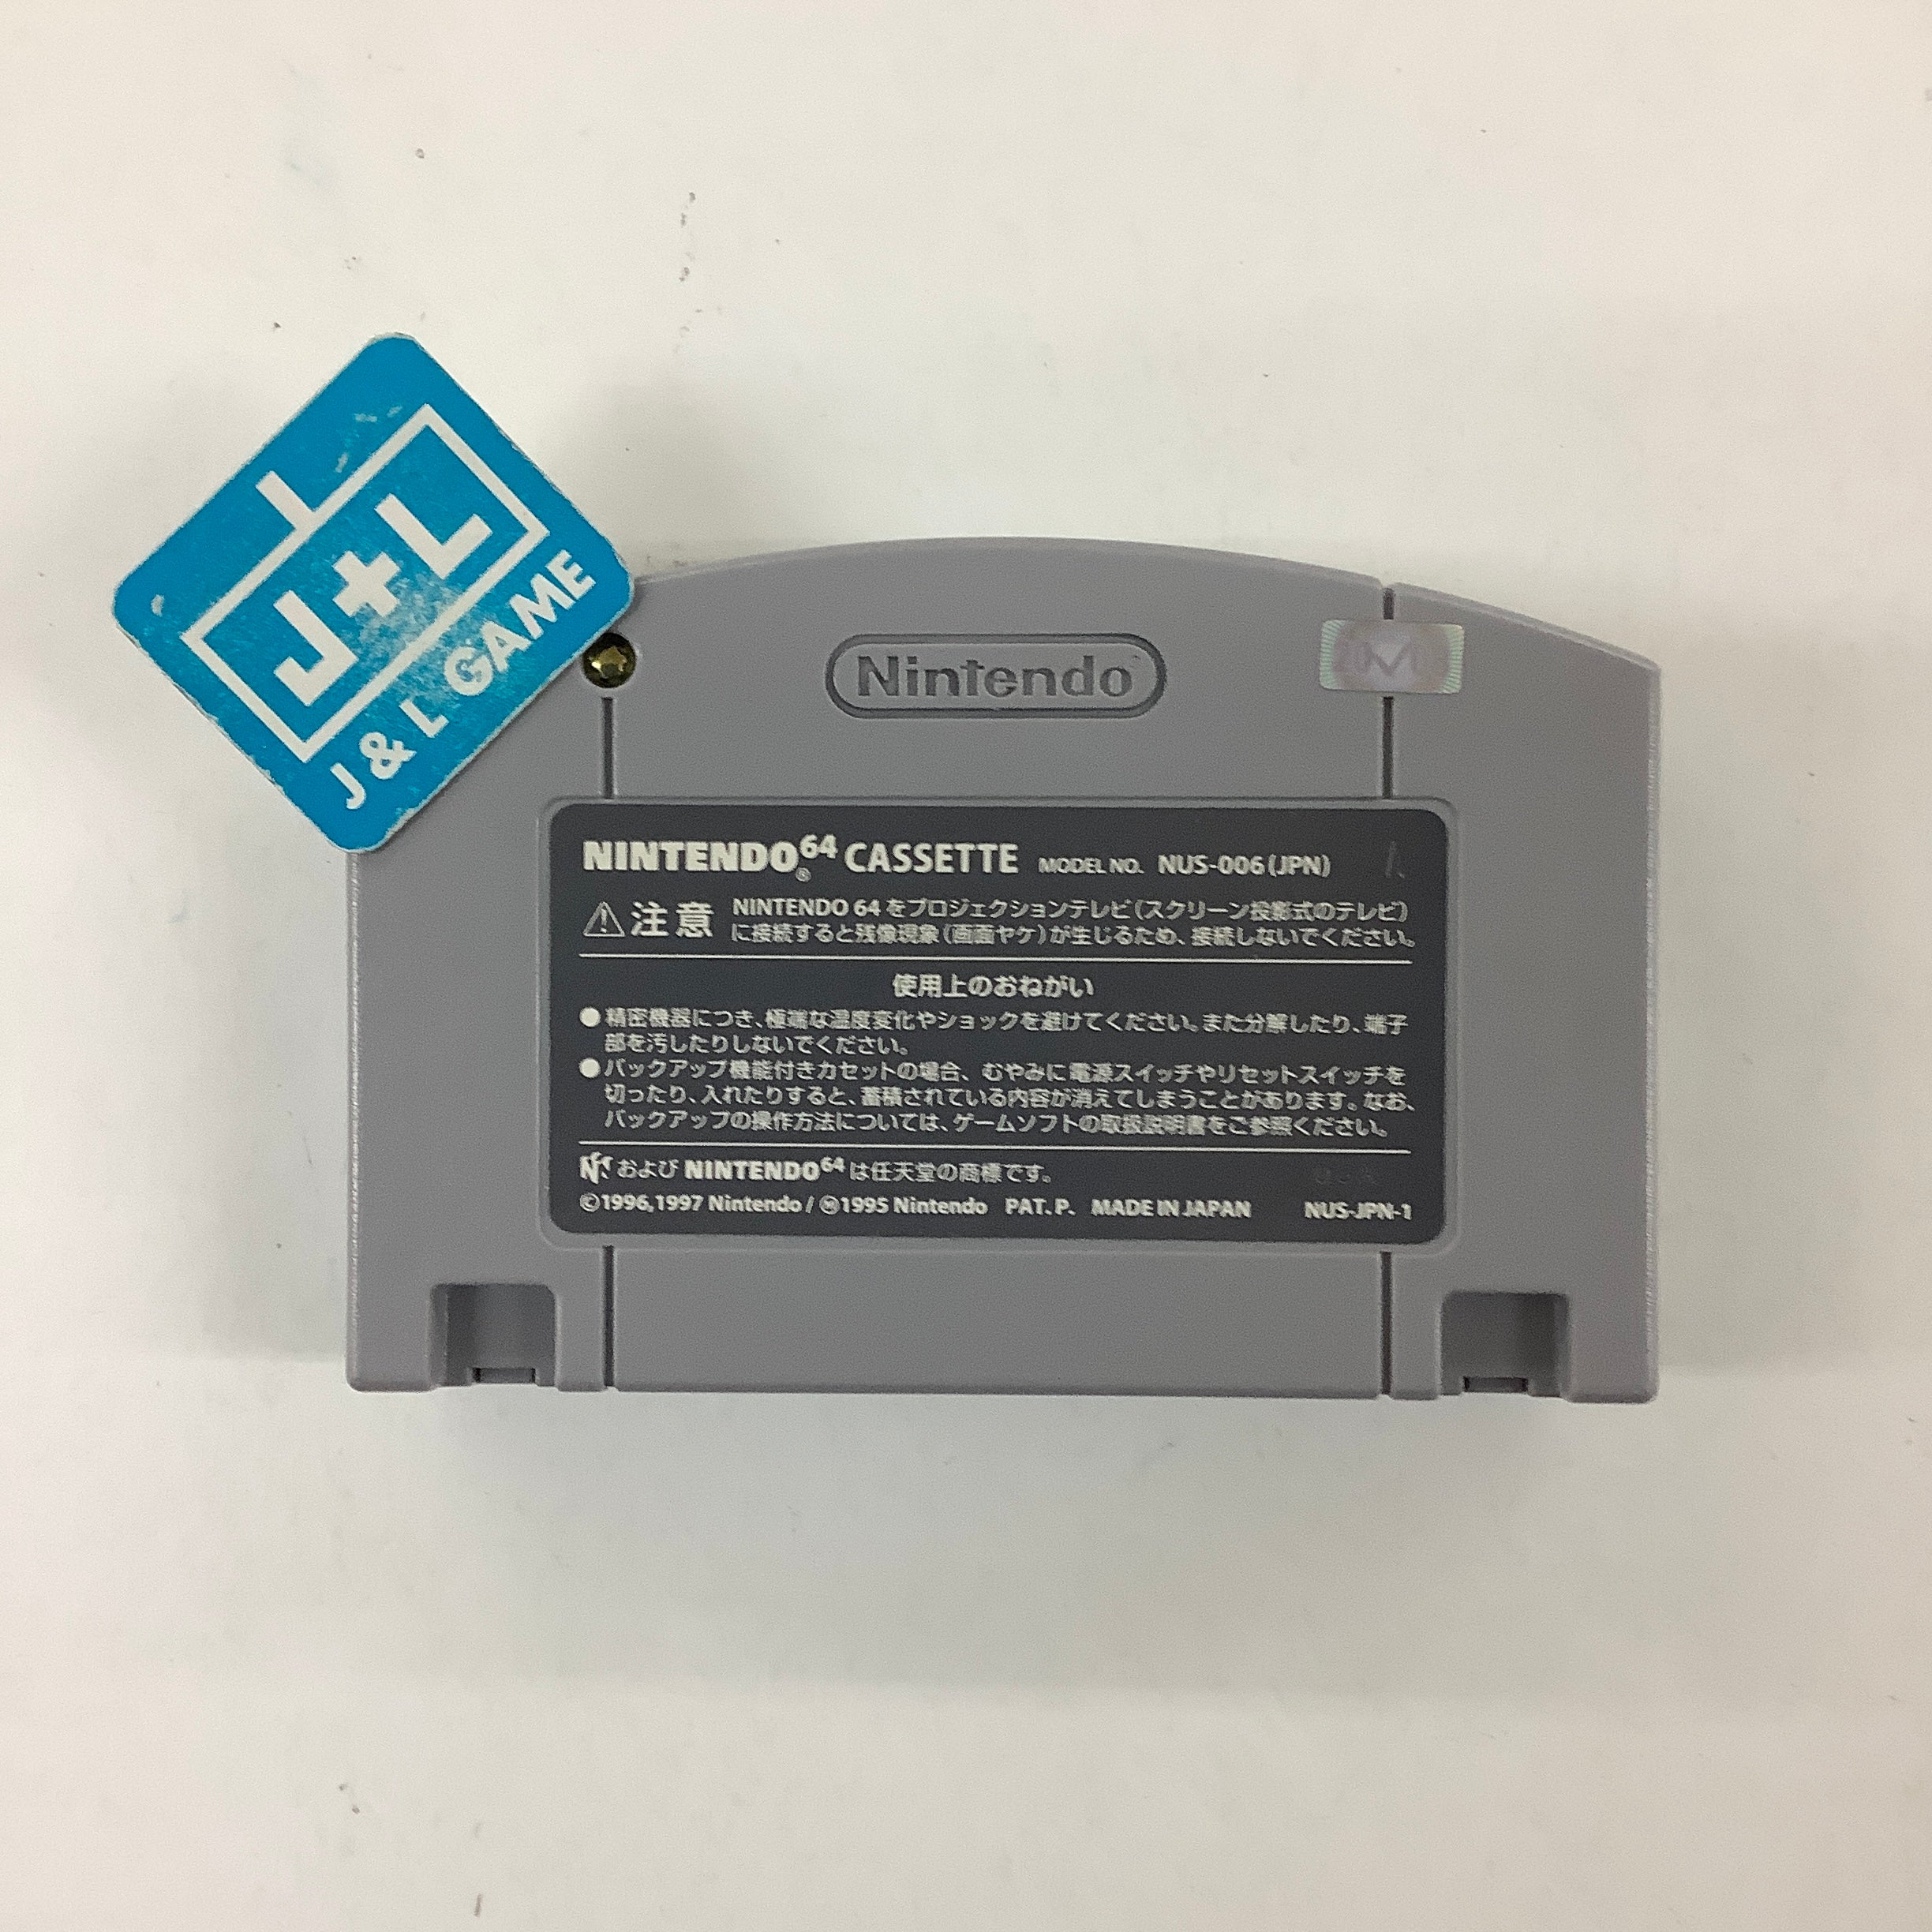 J+L
J & L GAME
Nintendo
NINTENDO64® CASSETTE MODEL NO. NUS-006(JPN)
⚠注意 NINTENDO 64 をプロジェクションテレビ(スクリーン投影式のテレビ)
に接続すると残像現象(画面ヤケ)が生じるため、接続しないでください。
使用上のおねがい
●精密機器につき、極端な温度変化やショックを避けてください。また分解したり、端子
部を汚したりしないでください。
●バックアップ機能付きカセットの場合、むやみに電源スイッチやリセットスイッチを
切ったり、入れたりすると、蓄積されている内容が消えてしまうことがあります。なお、
バックアップの操作方法については、ゲームソフトの取扱説明書をご参照ください。
および NINTENDO64 は任天堂の商標です。
©1996,1997 Nintendo/Ⓜ1995 Nintendo PAT. P. MADE IN JAPAN NUS-JPN-1